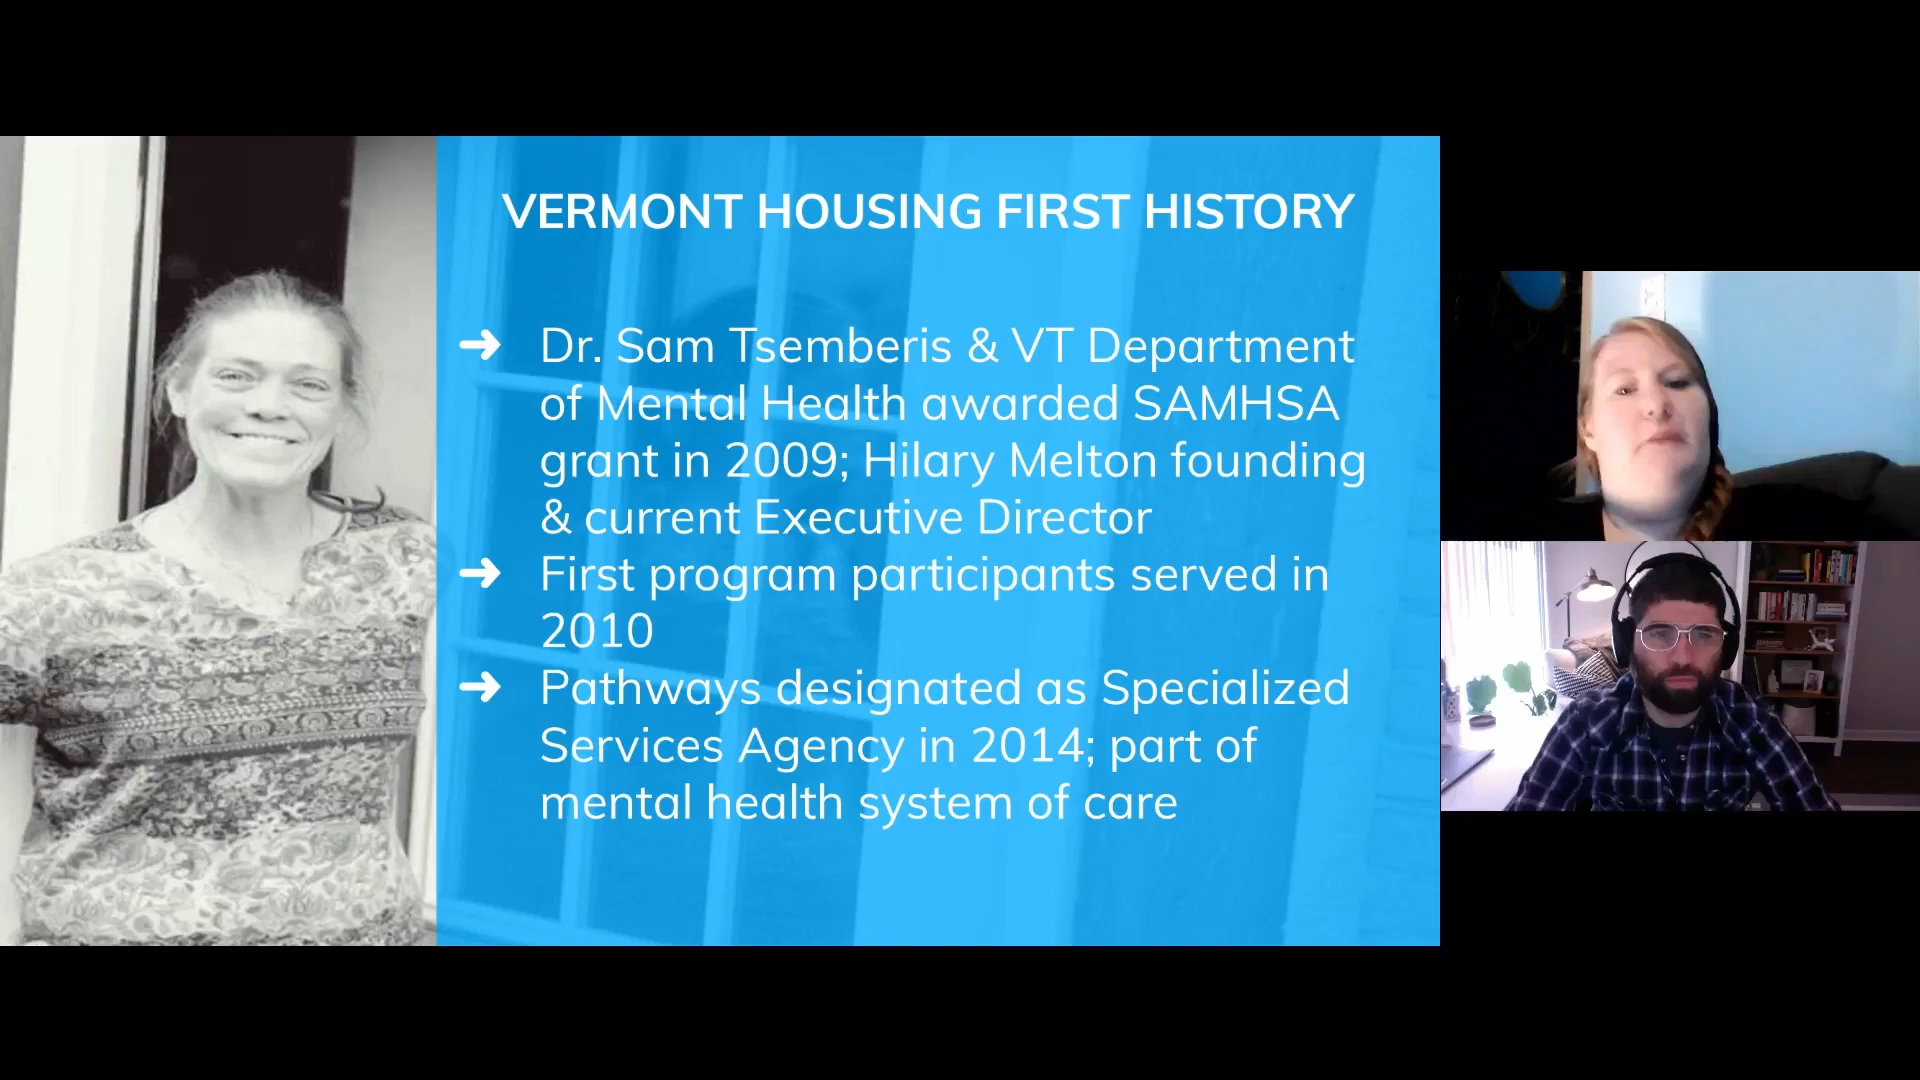 VERMONT HOUSING FIRST HISTORY
➜ Dr. Sam Tsemberis & VT Department
of Mental Health awarded SAMHSA
grant in 2009; Hilary Melton founding
& current Executive Director
➜ First program participants served in
2010
➜ Pathways designated as Specialized
Services Agency in 2014; part of
mental health system of care